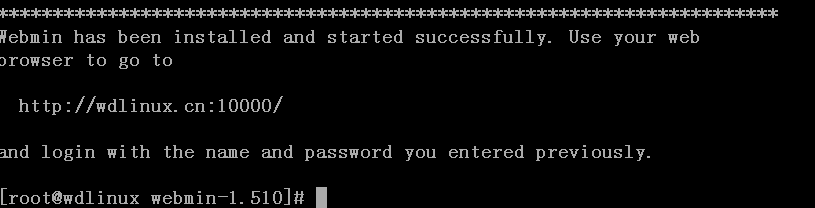 ***********************************************************************
Webmin has been installed and started successfully. Use your web
browser to go to
http://wdlinux.cn:10000/
and login with the name and password you entered previously.
[root@wdlinux webmin-1.510]#